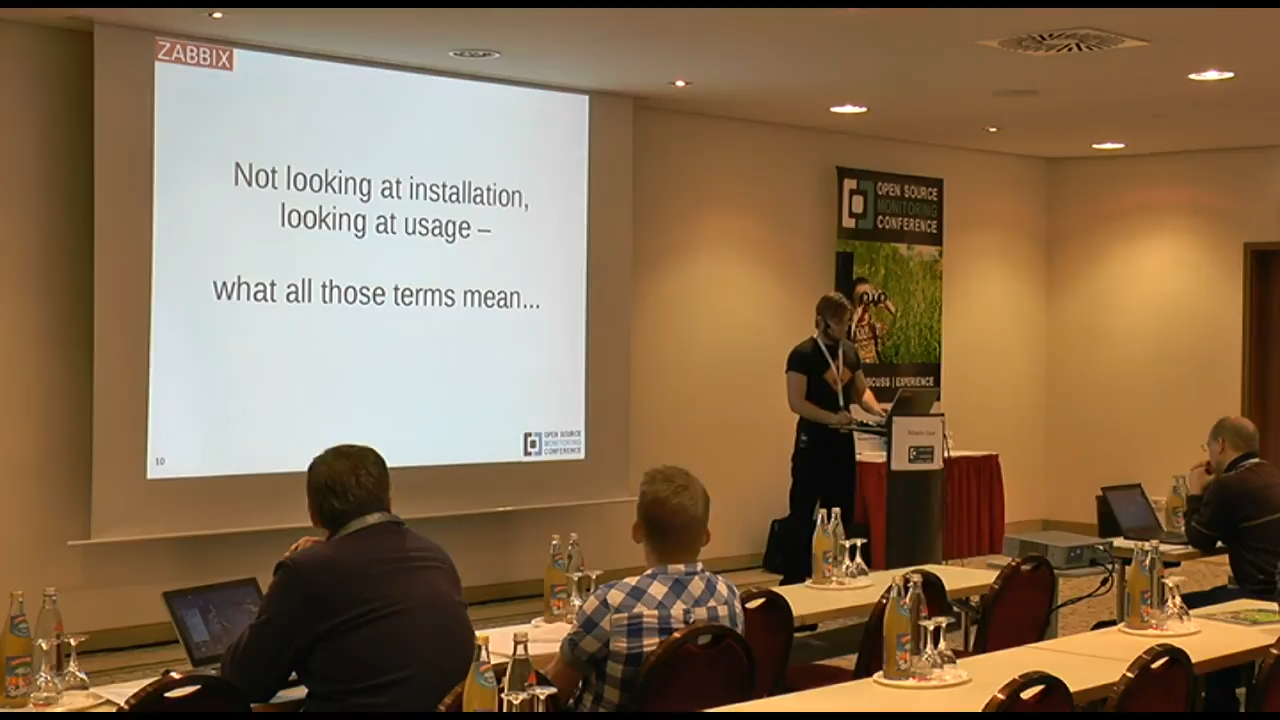 ZABBIX
Not looking at installation,
looking at usage –
what all those terms mean...
10
OPEN SOURCE
MONITORING
CONFERENCE
OPEN SOURCE
MONITORING
CONFERENCE
| EXPERIENCE